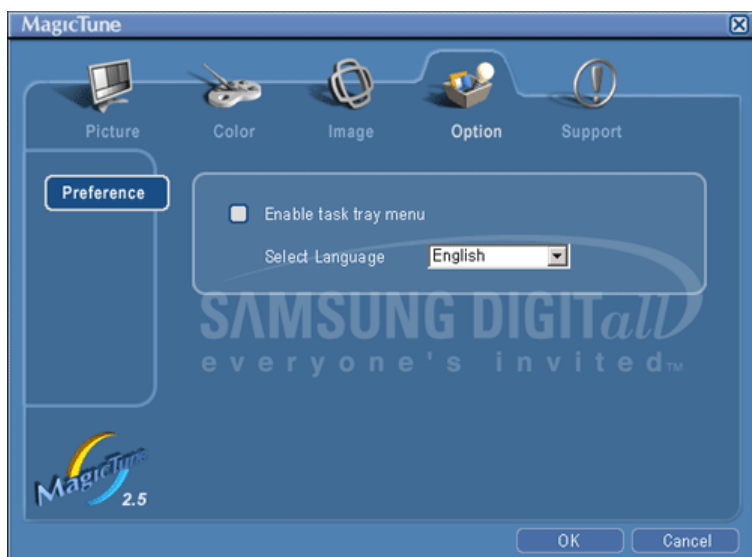 MagicTune
Picture
Color
Image
Option
Support
Preference
Enable task tray menu
Select Language
English
SAMSUNG DIGITall
everyone's invited™
MagicTune
2.5
OK
Cancel